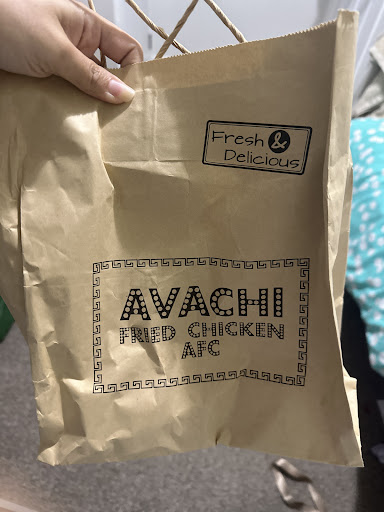 Fresh &
Delicious
AVACHI
FRIED CHICKEN
AFC